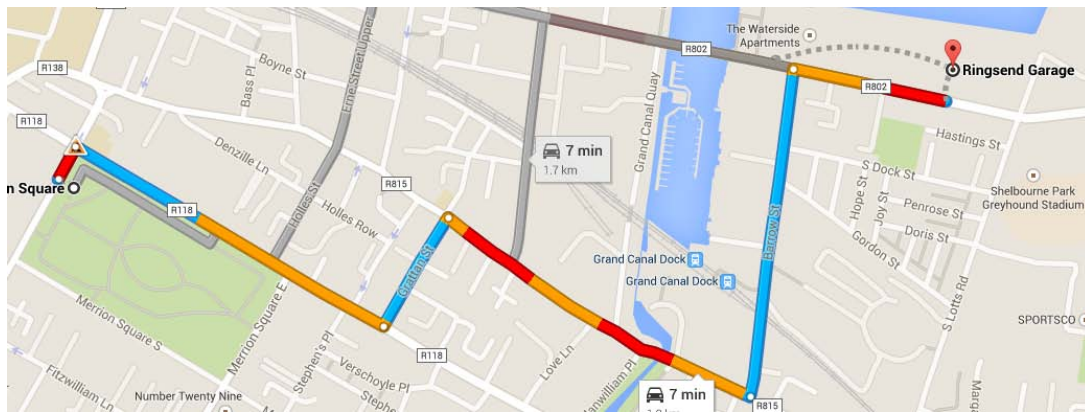 R802
The Waterside
Apartments
Ringsend Garage
R802
R138
Boyne St
Bass Pl
Erne Street Upper
Grand Canal Quay
R118
Hastings St
7 min
1.7 km
Denzille Ln
S Dock St
Shelbourne Park
Greyhound Stadium
R815
Hope St
Joy St
Penrose St
n Square
Holles St
Holles Row
R118
Barrow St
Doris St
Gordon St
Grattan St
Grand Canal Dock
Grand Canal Dock
S Lotts Rd
Merrion Square S
Merrion Square E
SPORTSCO
Stephen's Pl
R118
Love Ln
Verschoyle Pl
Fitzwilliam Ln
Number Twenty Nine
7 min
R815